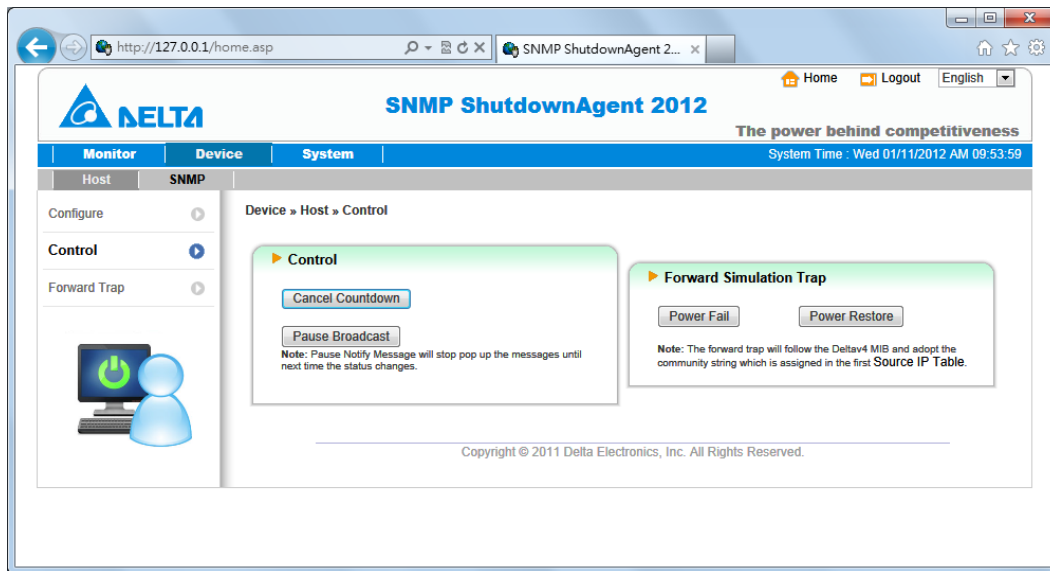 http://127.0.0.1/home.asp
SNMP ShutdownAgent 2...
Home Logout English
DELTA
SNMP ShutdownAgent 2012
The power behind competitiveness
Monitor Device System System Time : Wed 01/11/2012 AM 09:53:59
Host SNMP
Configure
Control
Forward Trap
Device » Host » Control
Control
Cancel Countdown
Pause Broadcast
Note: Pause Notify Message will stop pop up the messages until
next time the status changes.
Forward Simulation Trap
Power Fail Power Restore
Note: The forward trap will follow the Deltav4 MIB and adopt the
community string which is assigned in the first Source IP Table.
Copyright © 2011 Delta Electronics, Inc. All Rights Reserved.